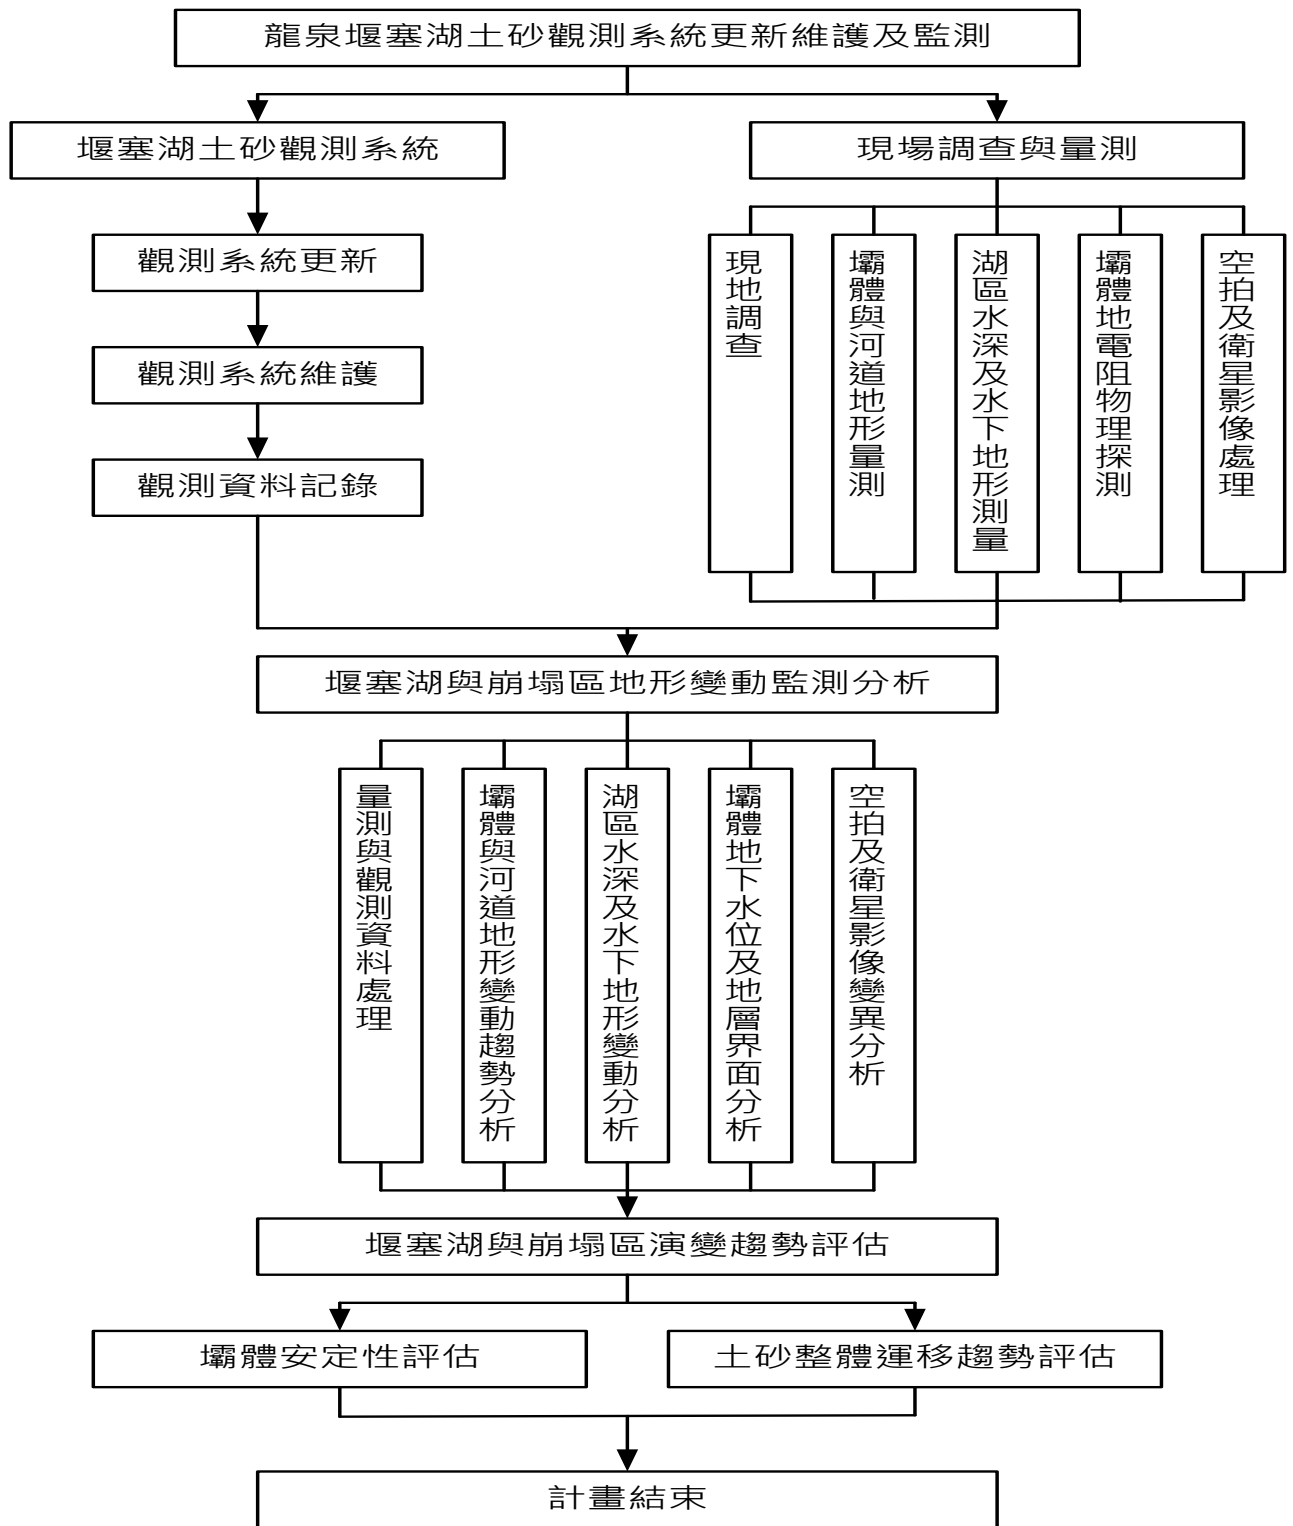 龍泉堰塞湖土砂觀測系統更新維護及監測
堰塞湖土砂觀測系統
現場調查與量測
觀測系統更新
觀測系統維護
觀測資料記錄
現地調查
壩體與河道地形量測
湖區水深及水下地形測量
壩體地電阻物理探測
空拍及衛星影像處理
堰塞湖與崩塌區地形變動監測分析
量測與觀測資料處理
壩體與河道地形變動趨勢分析
湖區水深及水下地形變動分析
壩體地下水位及地層界面分析
空拍及衛星影像變異分析
堰塞湖與崩塌區演變趨勢評估
壩體安定性評估
土砂整體運移趨勢評估
計畫結束